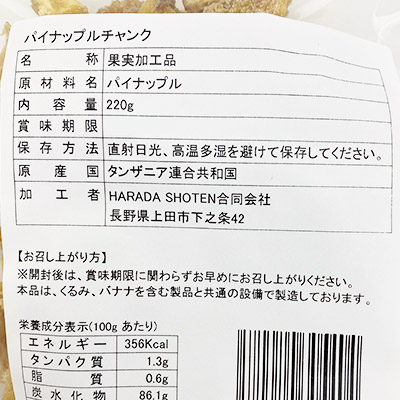 パイナップルチャンク
名称 果実加工品
原材料名 パイナップル
内容量 220g
賞味期限
保存方法 直射日光、高温多湿を避けて保存してください。
原産国 タンザニア連合共和国
加工者 HARADA SHOTEN合同会社
長野県上田市下之条42
【お召し上がり方】
※開封後は、賞味期限に関わらずお早めにお召し上がりください。
本品は、くるみ、バナナを含む製品と共通の設備で製造しております。
栄養成分表示(100g あたり)
エネルギー 356Kcal
タンパク質 1.3g
脂質 0.6g
炭水化物 86.1g